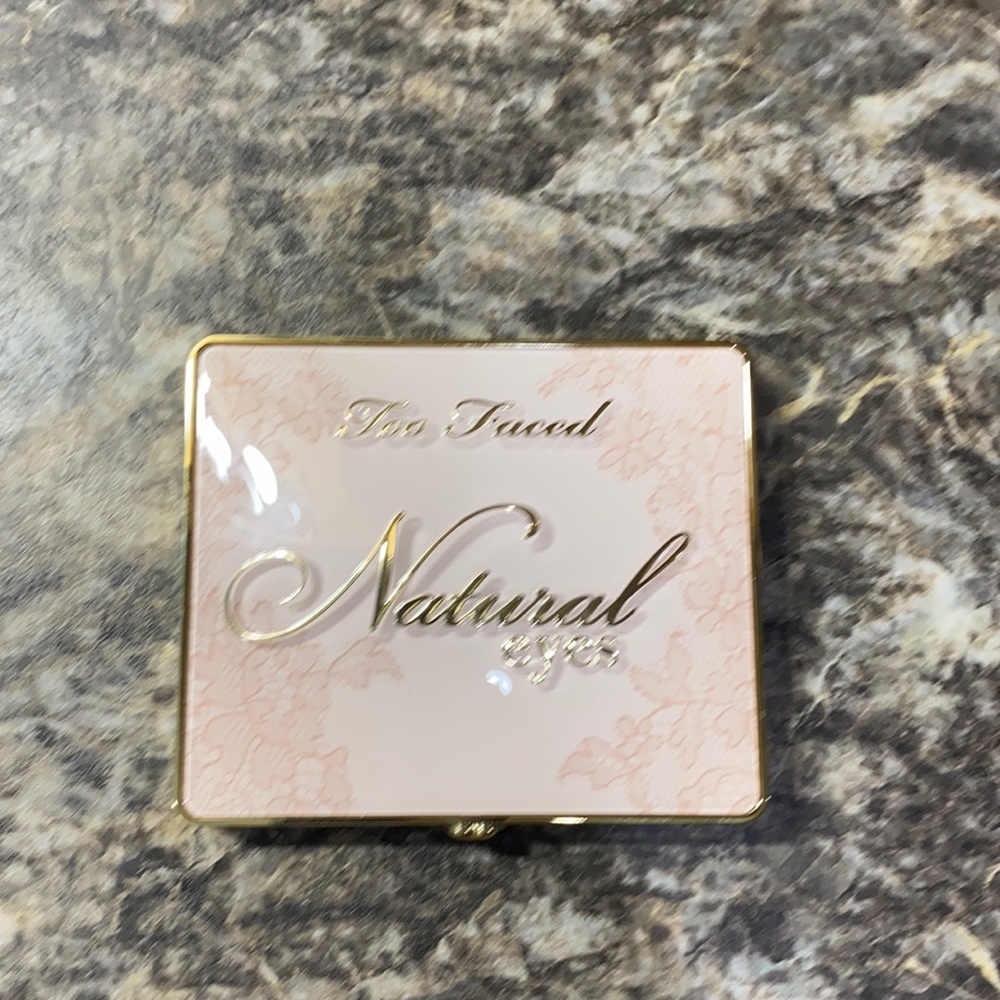 Too Faced
Natural
eyes